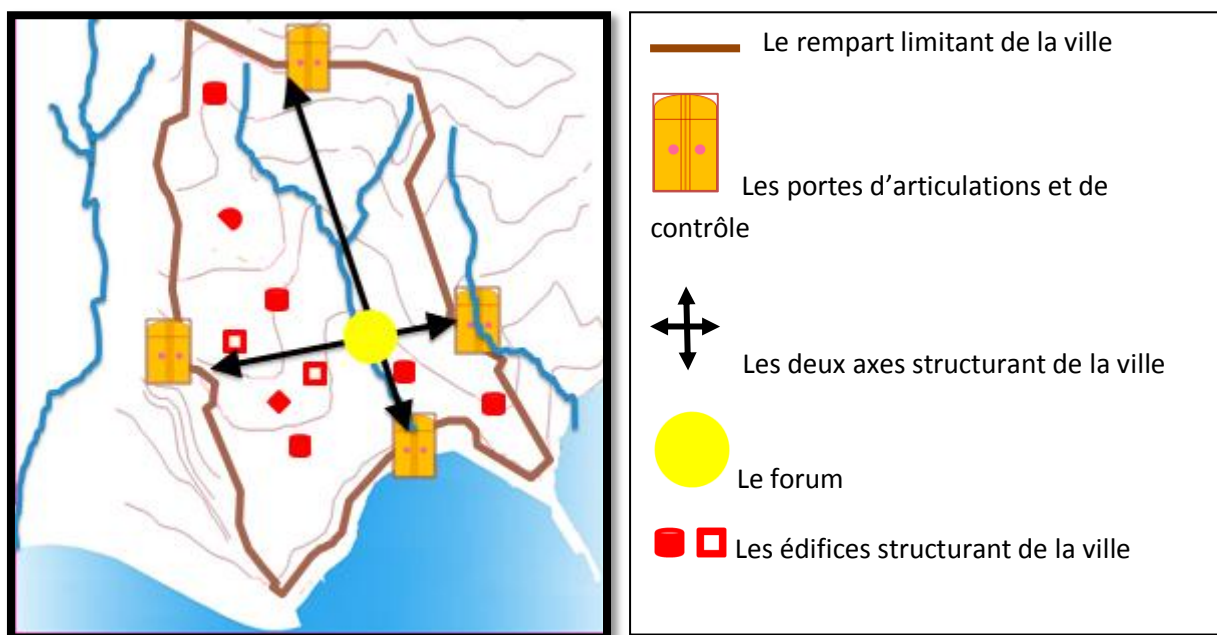 Le rempart limitant de la ville
Les portes d’articulations et de
contrôle
Les deux axes structurant de la ville
Le forum
Les édifices structurant de la ville